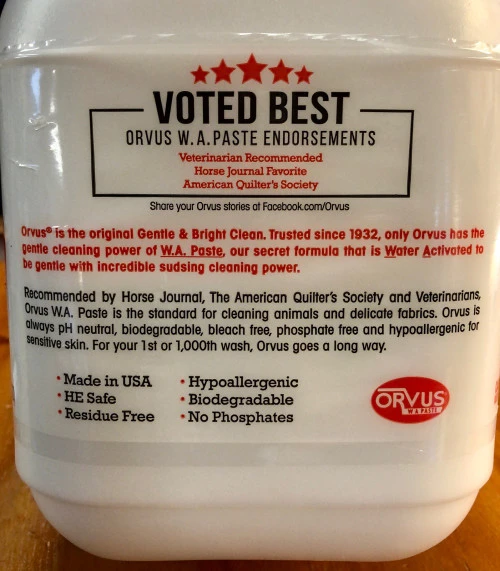 VOTED BEST
ORVUS W.A. PASTE ENDORSEMENTS
Veterinarian Recommended
Horse Journal Favorite
American Quilter's Society
Share your Orvus stories at Facebook.com/Orvus
Orvus® is the original Gentle & Bright Clean. Trusted since 1932, only Orvus has the
gentle cleaning power of W.A. Paste, our secret formula that is Water Activated to
be gentle with incredible sudsing cleaning power.
Recommended by Horse Journal, The American Quilter's Society and Veterinarians,
Orvus W.A. Paste is the standard for cleaning animals and delicate fabrics. Orvus is
always pH neutral, biodegradable, bleach free, phosphate free and hypoallergenic for
sensitive skin. For your 1st or 1,000th wash, Orvus goes a long way.
• Made in USA
• HE Safe
• Residue Free
• Hypoallergenic
• Biodegradable
• No Phosphates
ORVUS
W A PASTE